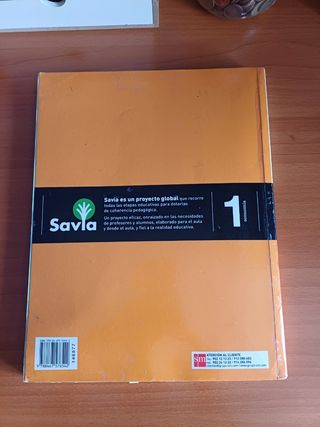 Savia es un proyecto global que recorre
todas las etapas educativas para dotarlas
de coherencia pedagógica.
Un proyecto eficaz, enraizado en las necesidades
de profesores y alumnos, elaborado para el aula
y desde el aula, y fiel a la realidad educativa.
Savia
1
sm
ATENCIÓN AL CLIENTE